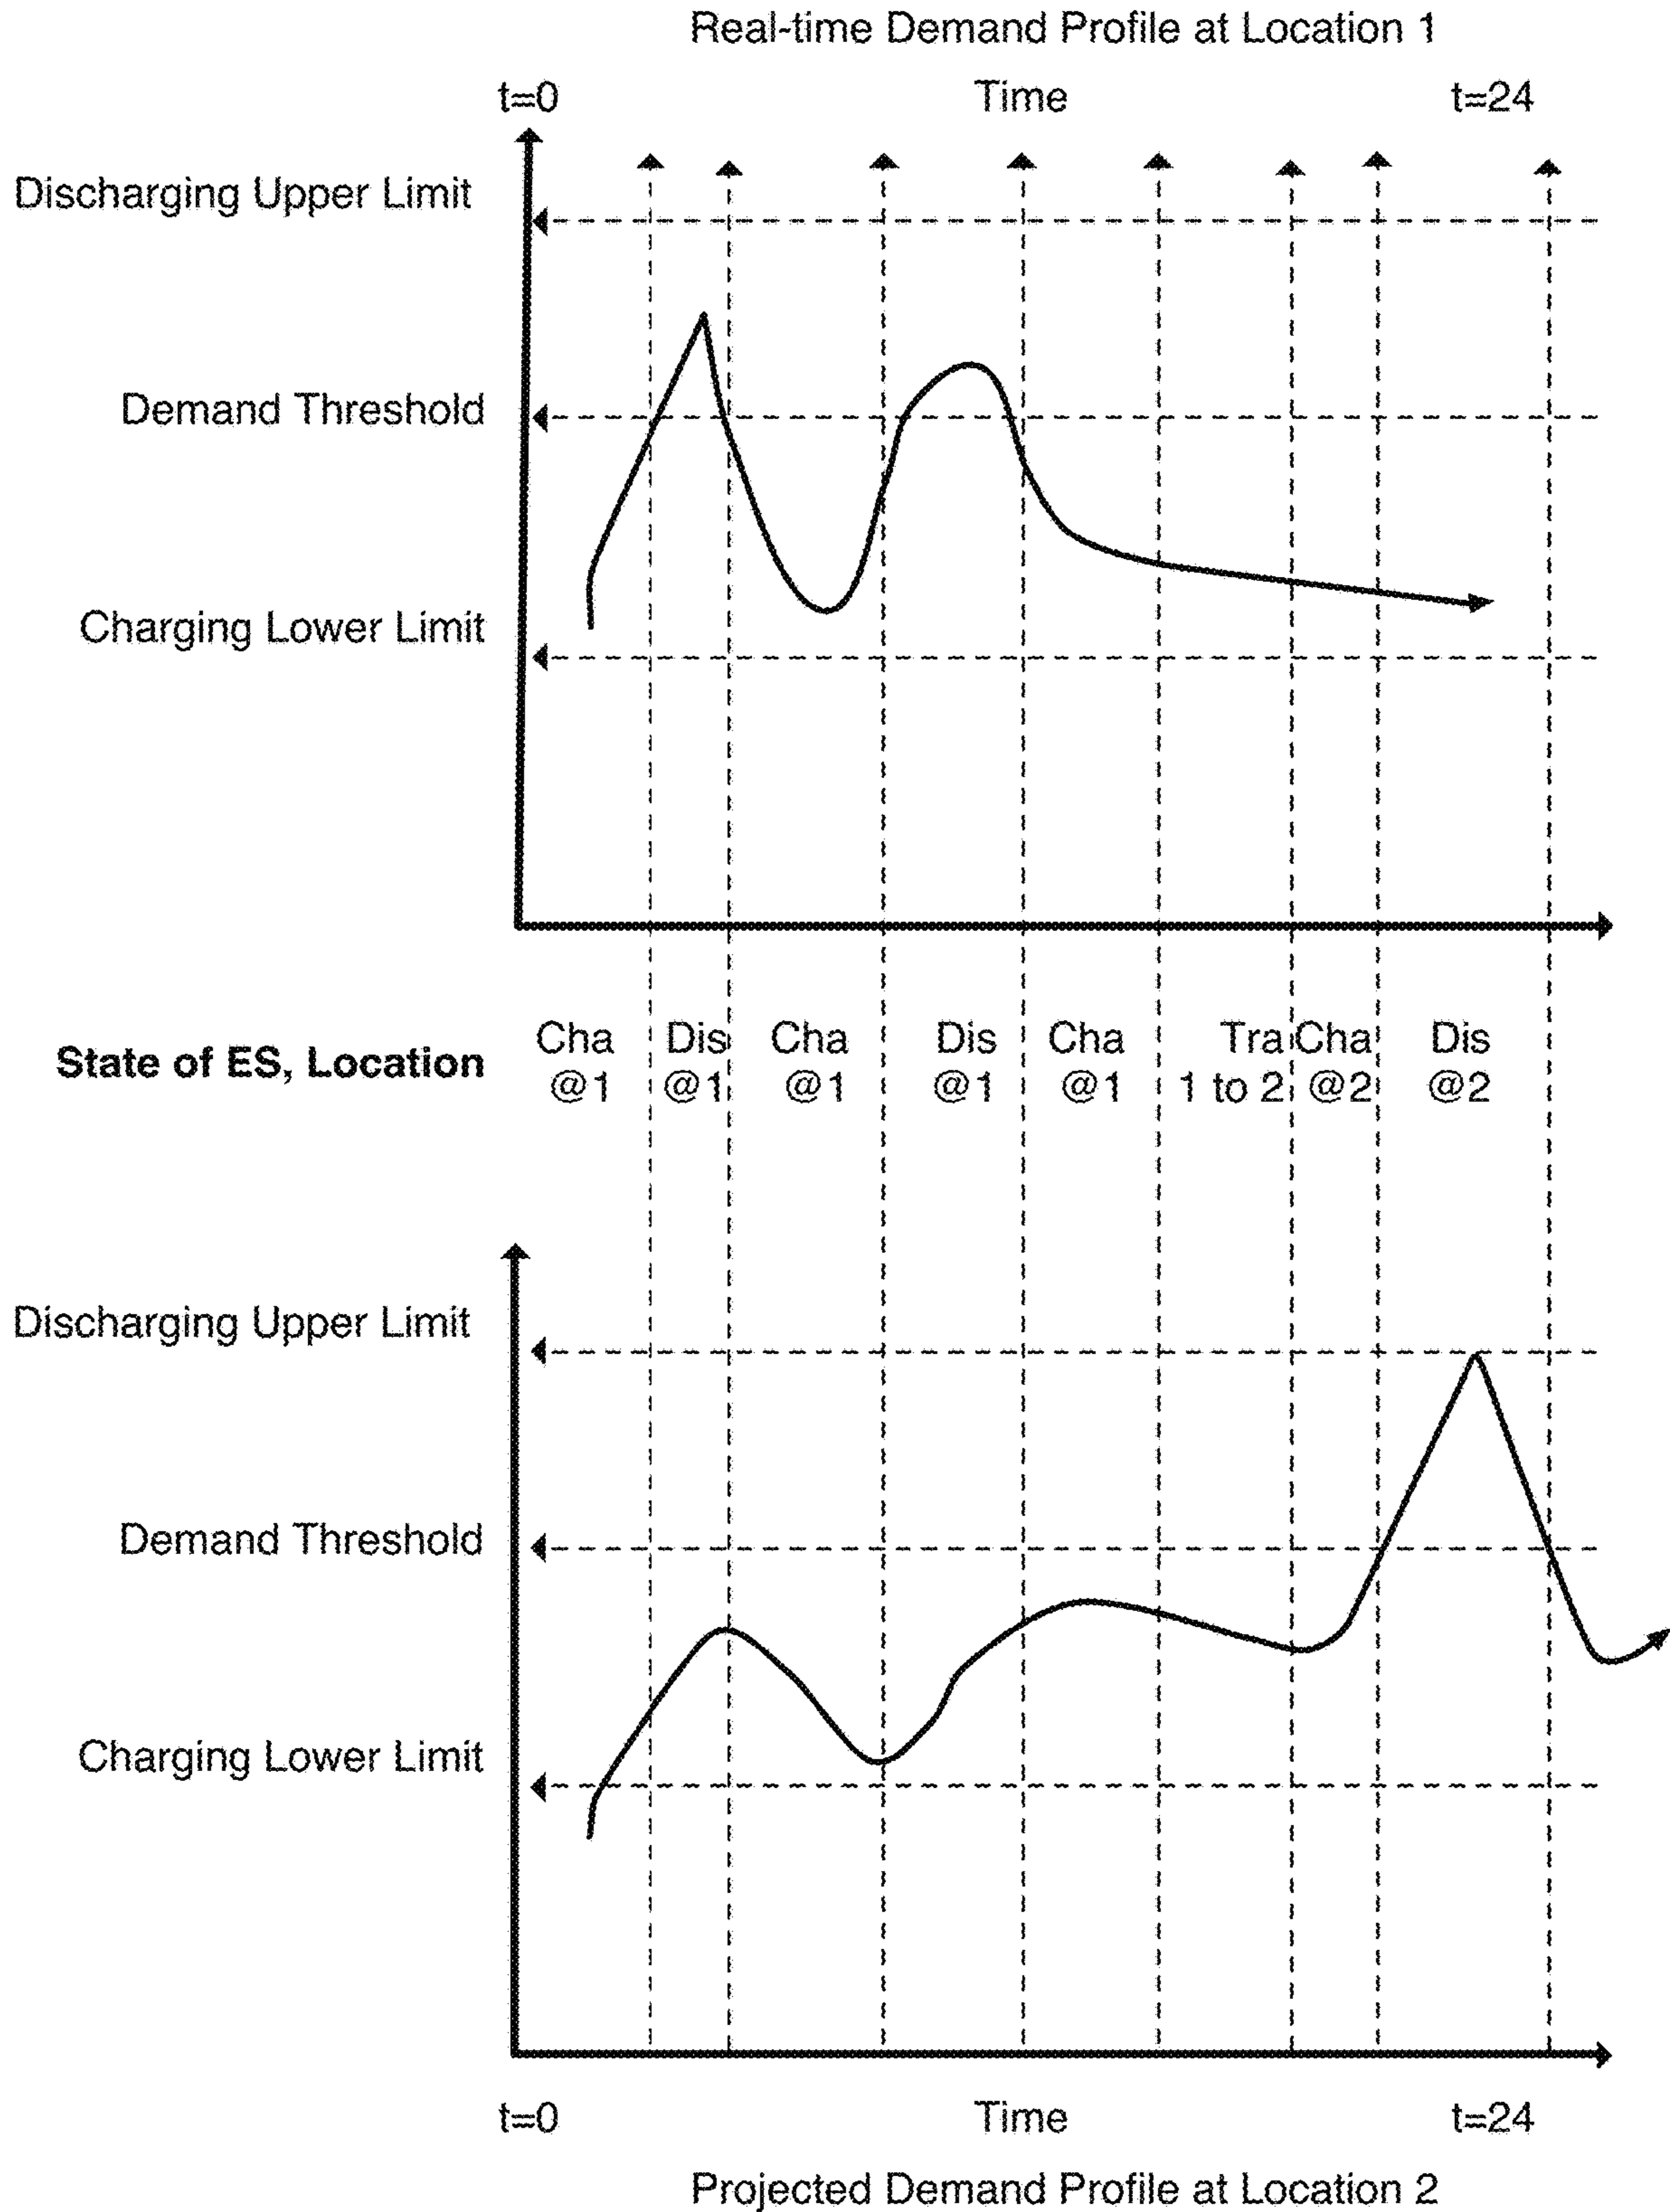 Real-time Demand Profile at Location 1
t=0 Time t=24
Discharging Upper Limit
Demand Threshold
Charging Lower Limit
State of ES, Location
Cha Dis Cha Dis Cha Tra Cha Dis
@1 @1 @1 @1 @1 1 to 2 @2 @2
Discharging Upper Limit
Demand Threshold
Charging Lower Limit
t=0 Time t=24
Projected Demand Profile at Location 2